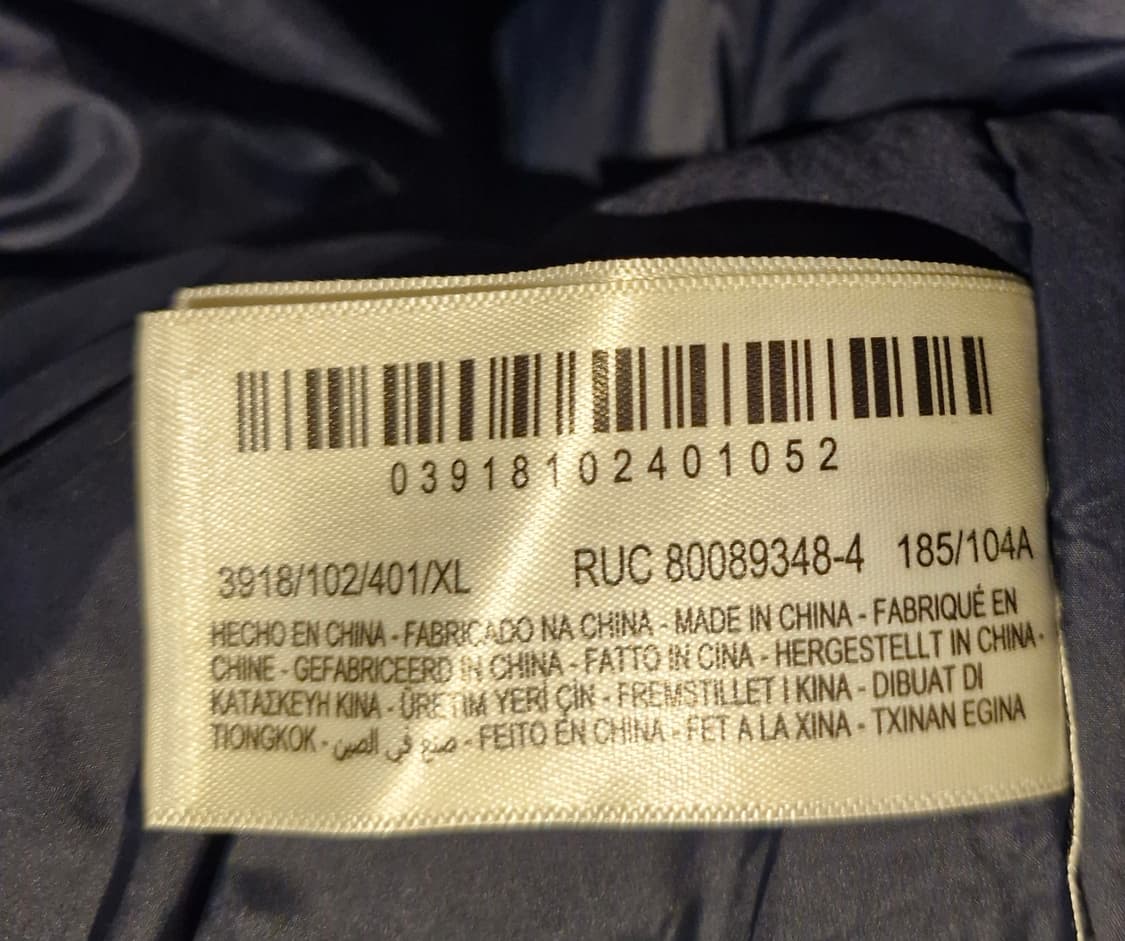 03918102401052
3918/102/401/XL RUC 80089348-4 185/104A
HECHO EN CHINA - FABRICADO NA CHINA - MADE IN CHINA - FABRIQUÉ EN
CHINE - GEFABRICEERD IN CHINA - FATTO IN CINA - HERGESTELLT IN CHINA -
ΚΑΤΑΣΚΕΥΗ ΚΙΝΑ - ÜRETIM YERİ ÇİN - FREMSTILLET I KINA - DIBUAT DI
TIONGKOK - صنع في الصين - FEITO EN CHINA - FET A LA XINA - TXINAN EGINA